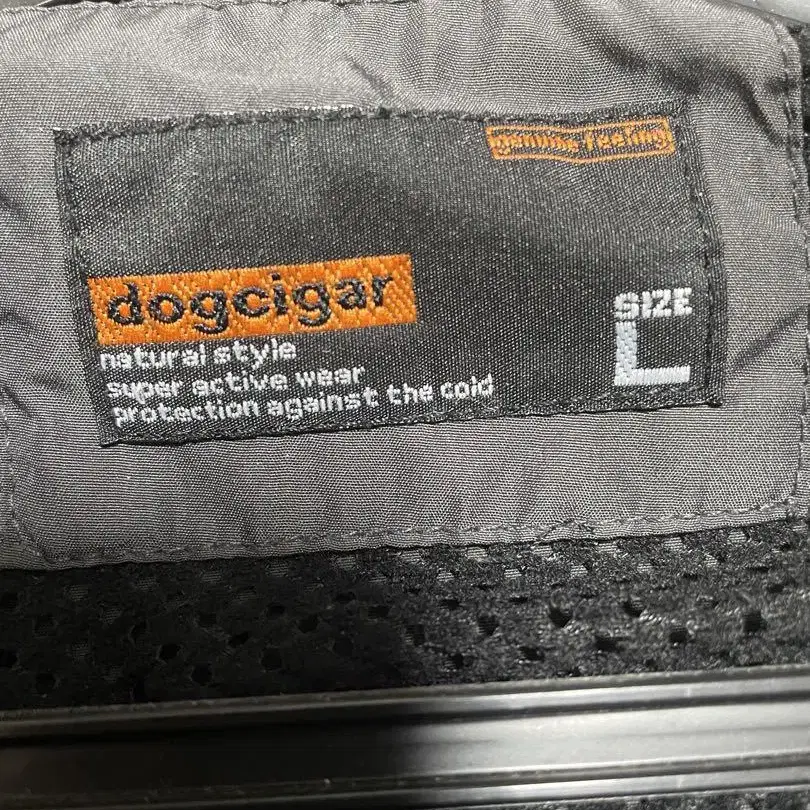 genuine feeling
dogcigar
natural style
super active wear
protection against the cold
SIZE
L